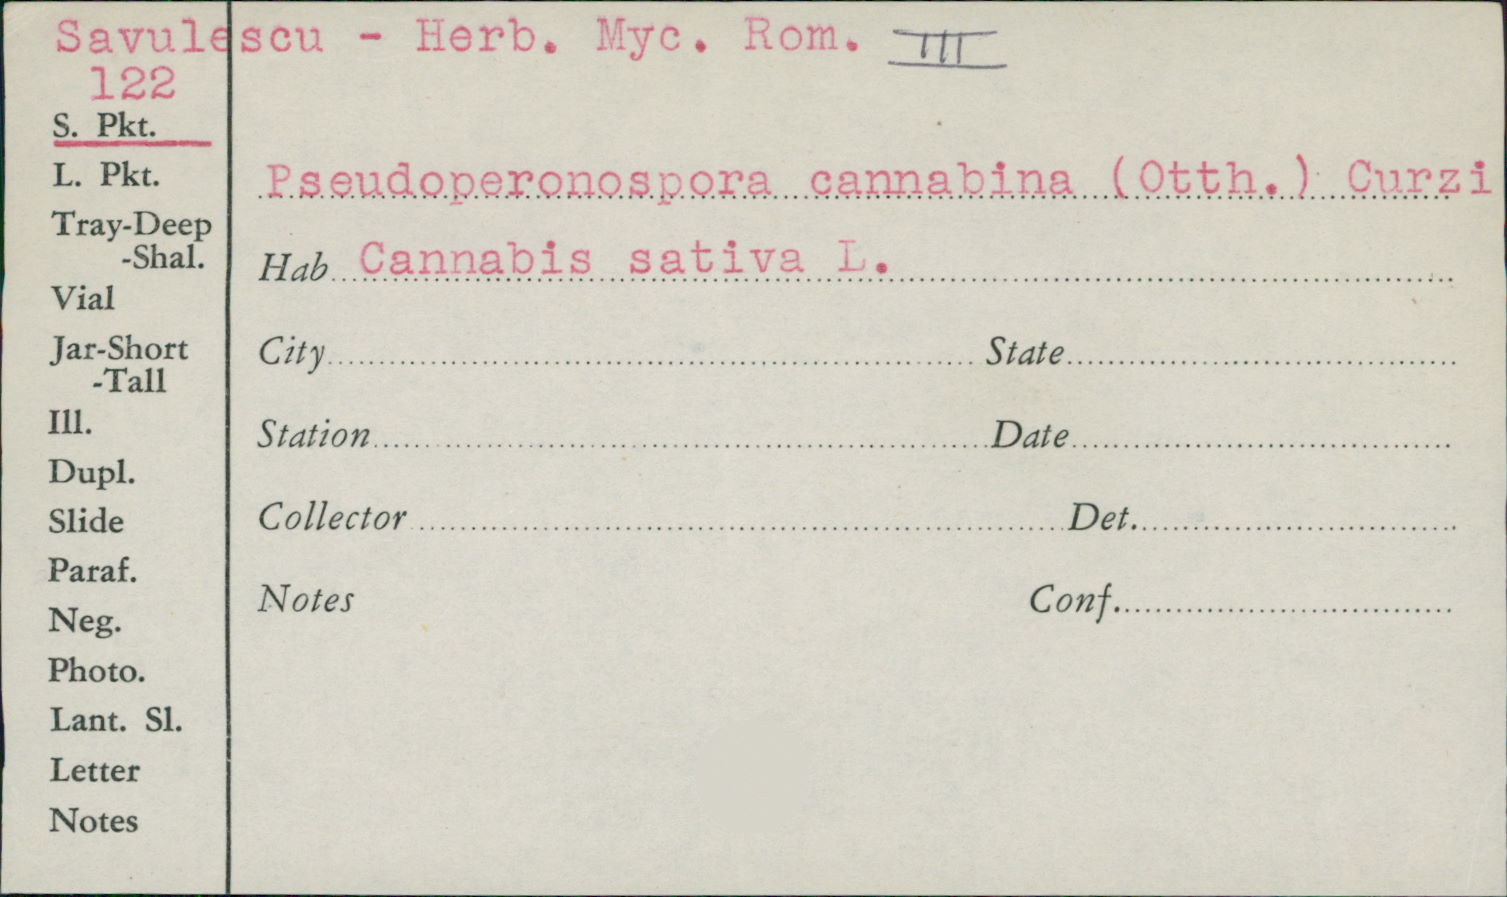 Savulescu - Herb. Myc. Rom. III
122
S. Pkt.
L. Pkt.
Pseudoperonospora cannabina (Otth.) Curzi
Tray-Deep
-Shal.
Hab Cannabis sativa L.
Vial
Jar-Short
-Tall
City State
Ill.
Station Date
Dupl.
Slide
Collector Det.
Paraf.
Neg.
Notes Conf.
Photo.
Lant. Sl.
Letter
Notes